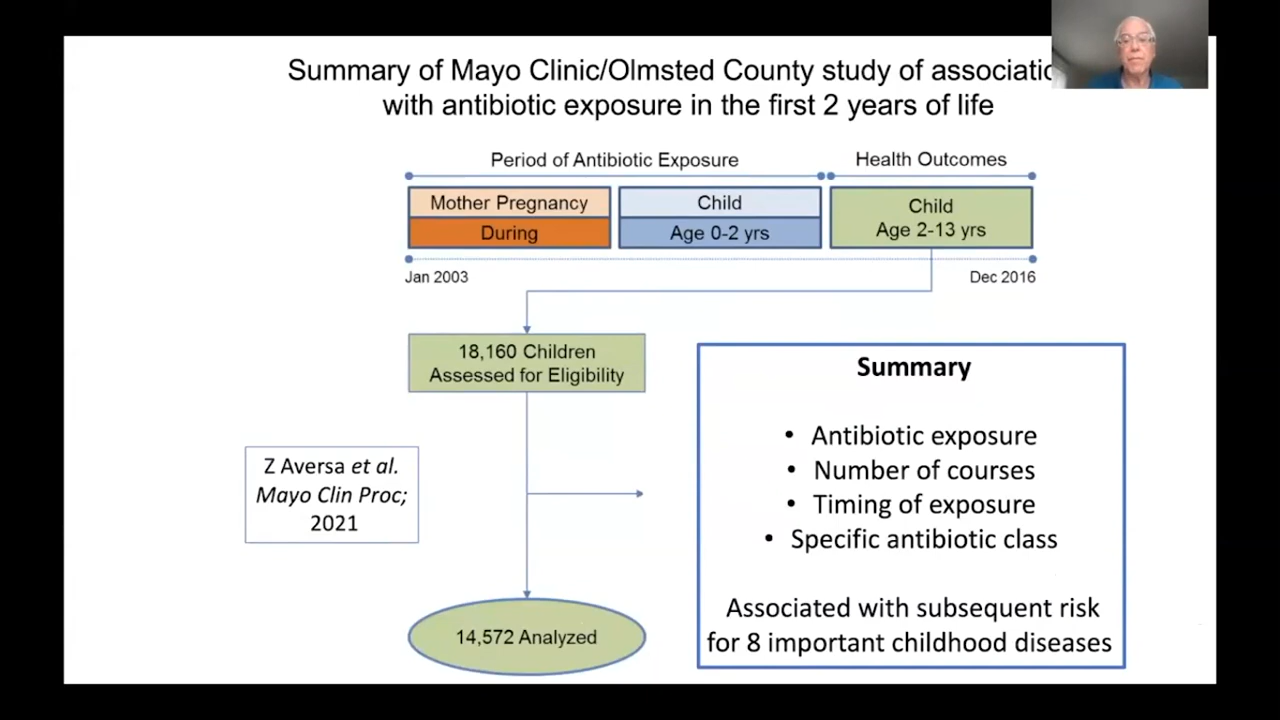 Summary of Mayo Clinic/Olmsted County study of
with antibiotic exposure in the first 2 years of life
Period of Antibiotic Exposure
Health Outcomes
Mother Pregnancy
During
Child
Age 0-2 yrs
Child
Age 2-13 yrs
Jan 2003
Dec 2016
18,160 Children
Assessed for Eligibility
Z Aversa et al.
Mayo Clin Proc;
2021
14,572 Analyzed
Summary
• Antibiotic exposure
• Number of courses
• Timing of exposure
• Specific antibiotic class
Associated with subsequent risk
for 8 important childhood diseases